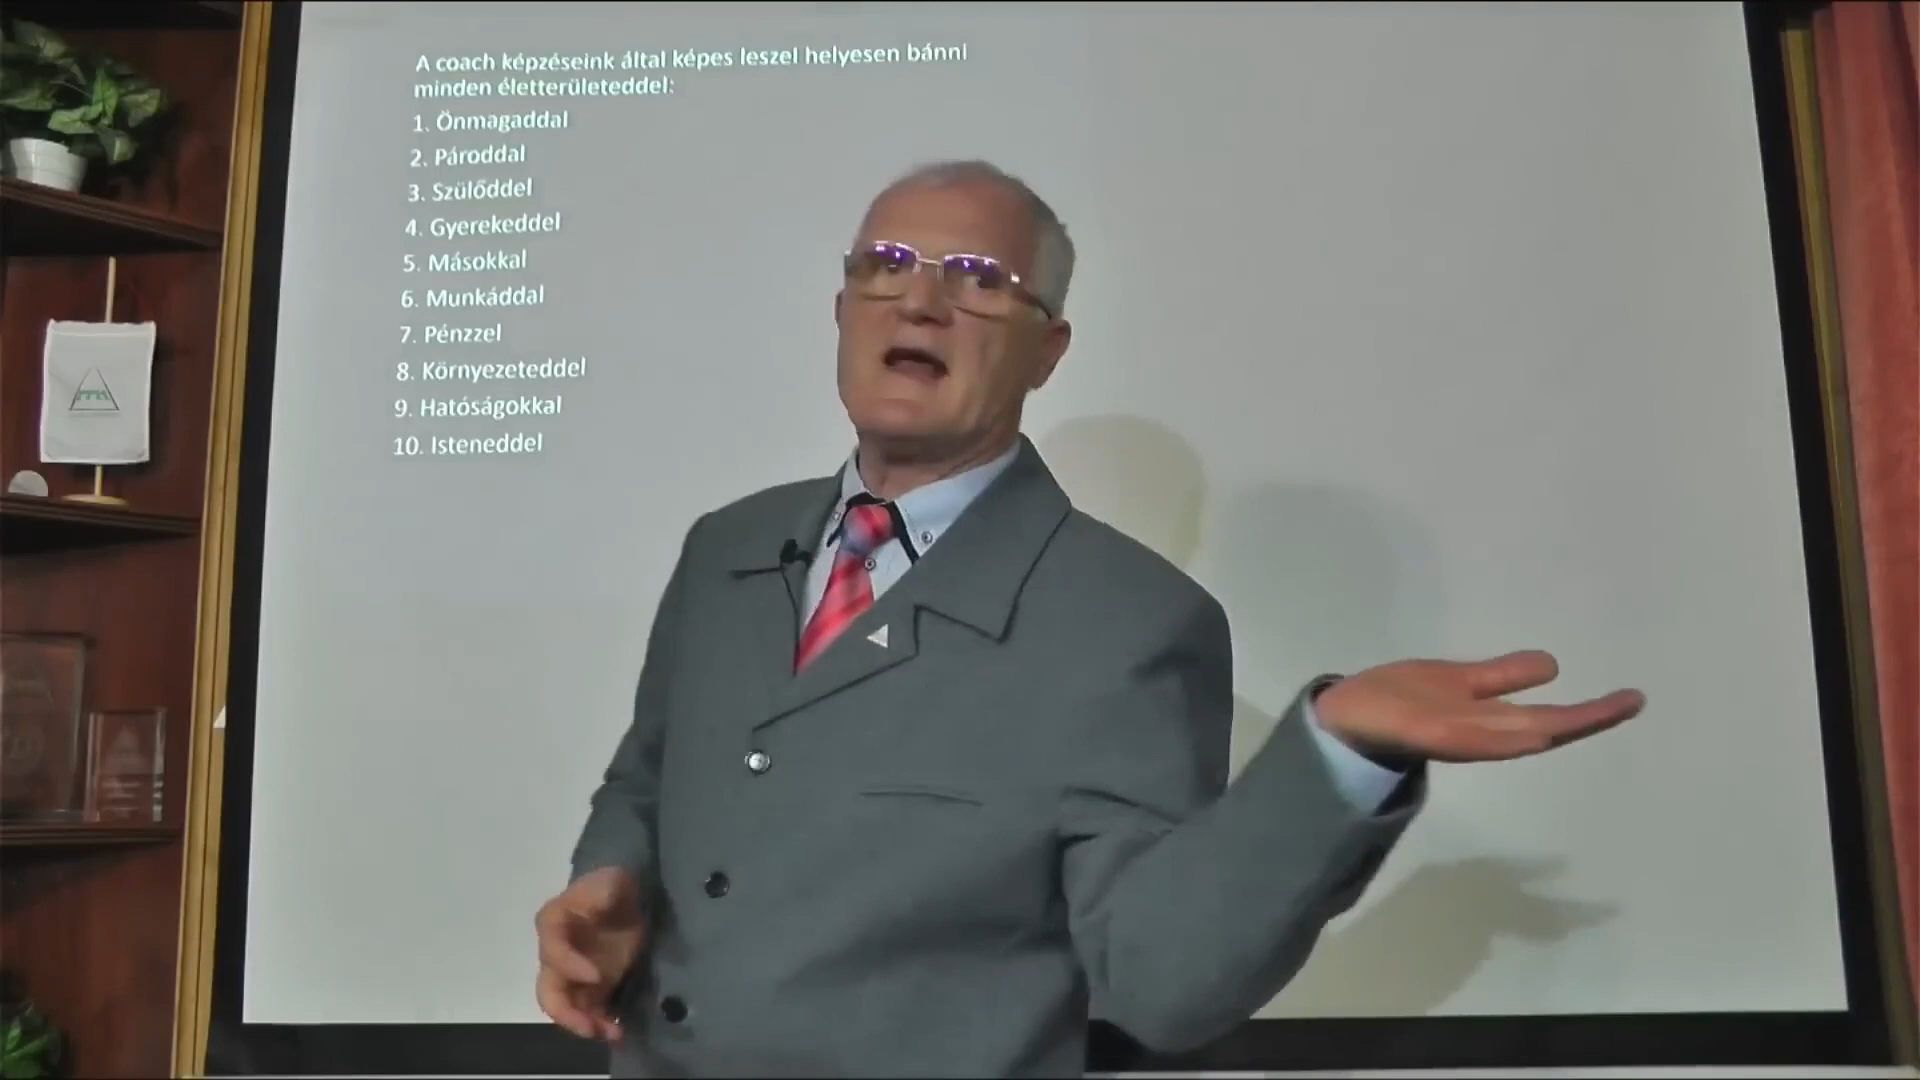 A coach képzéseink által képes leszel helyesen bánni
minden életterületeddel:
1. Önmagaddal
2. Pároddal
3. Szülőddel
4. Gyerekeddel
5. Másokkal
6. Munkáddal
7. Pénzzel
8. Környezeteddel
9. Hatóságokkal
10. Isteneddel